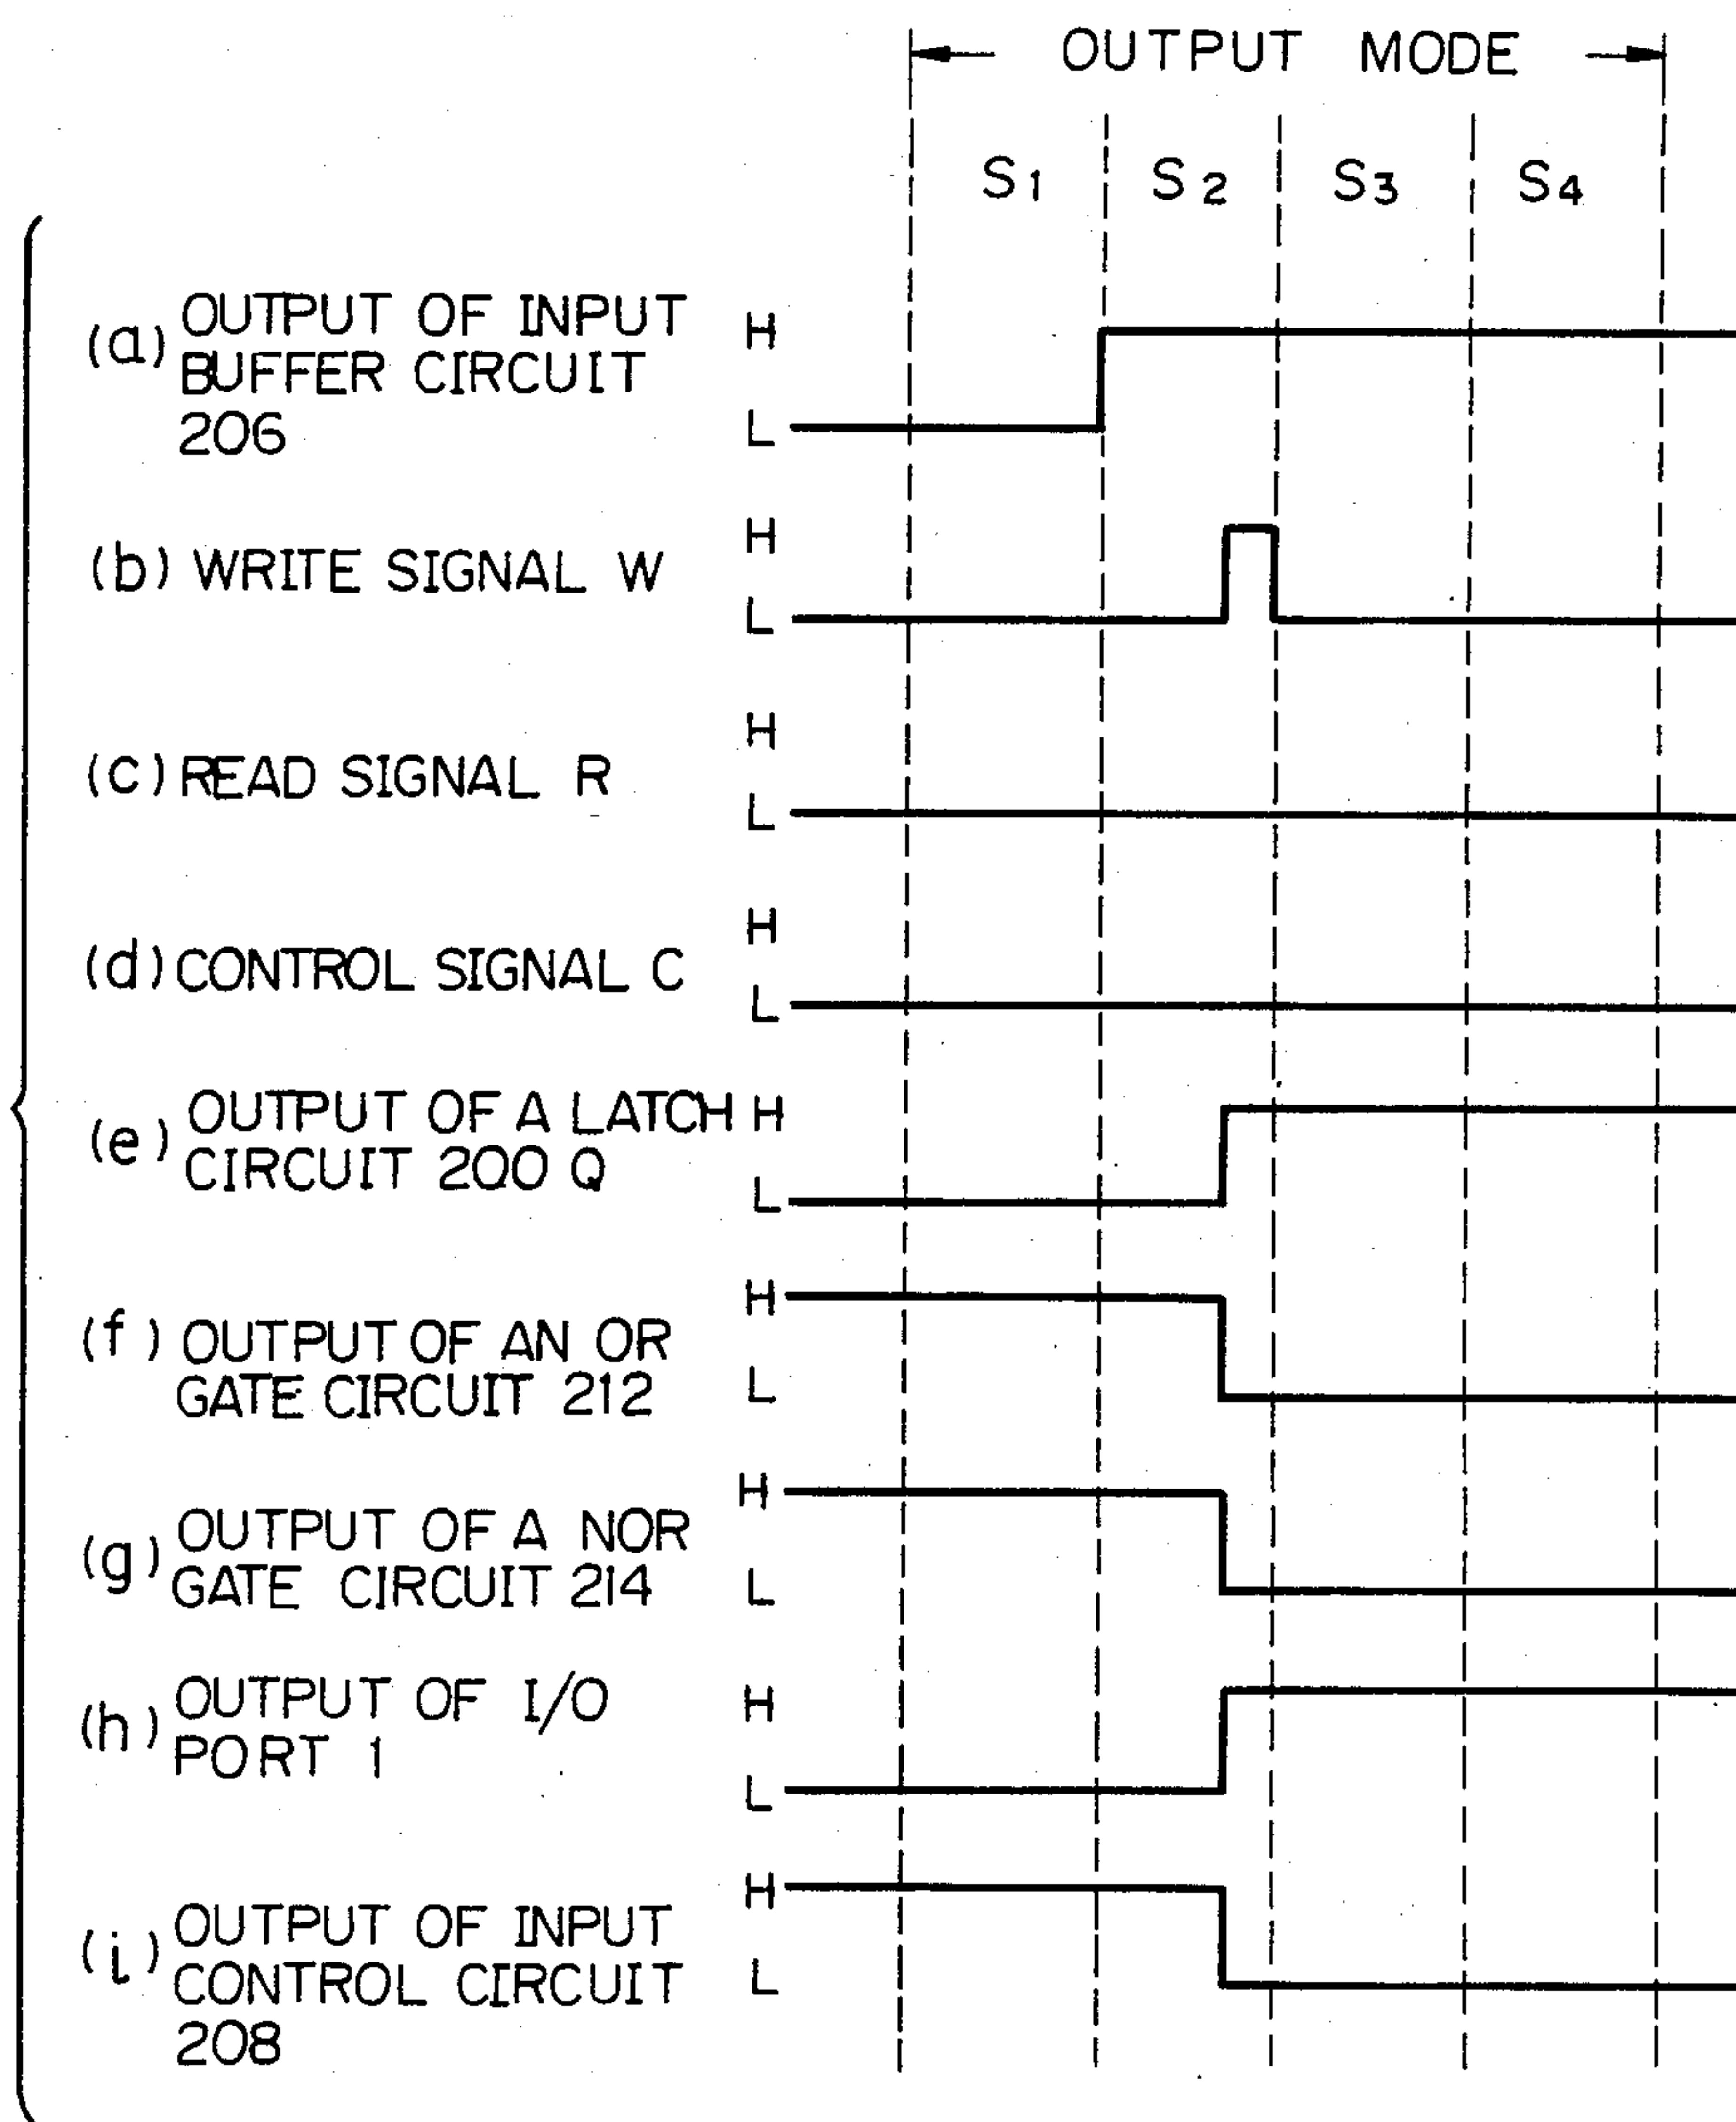 OUTPUT MODE
S1 S2 S3 S4
(a) OUTPUT OF INPUT
BUFFER CIRCUIT
206
H
L
(b) WRITE SIGNAL W
H
L
(c) READ SIGNAL R
H
L
(d) CONTROL SIGNAL C
H
L
(e) OUTPUT OF A LATCH
CIRCUIT 200 Q
H
L
(f) OUTPUT OF AN OR
GATE CIRCUIT 212
H
L
(g) OUTPUT OF A NOR
GATE CIRCUIT 214
H
L
(h) OUTPUT OF I/O
PORT 1
H
L
(i) OUTPUT OF INPUT
CONTROL CIRCUIT
208
H
L